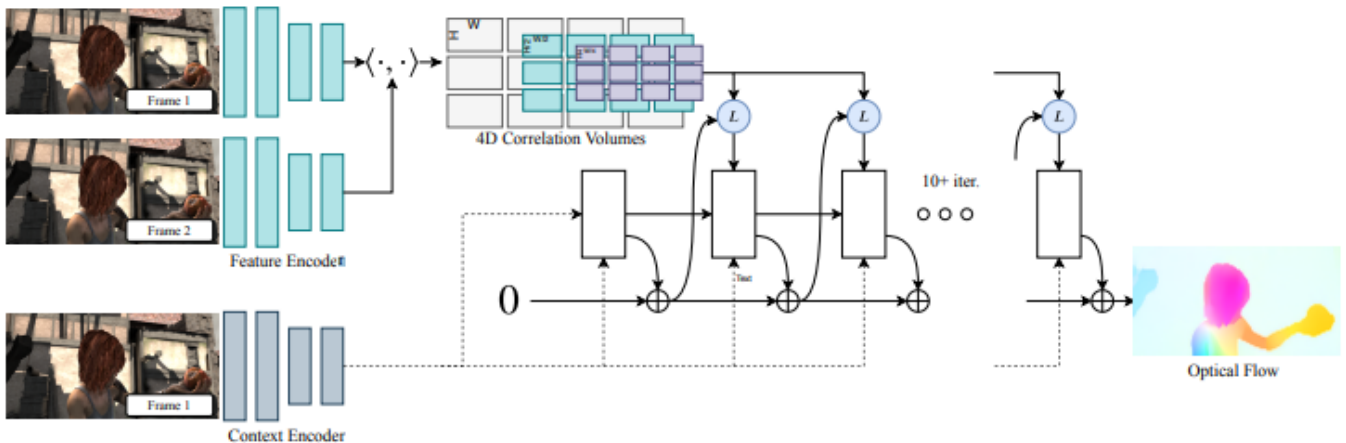 Frame 1
Frame 2
Feature Encoder
Frame 1
Context Encoder
⟨·, ·⟩
H W
4D Correlation Volumes
L L L
10+ iter.
0
Optical Flow